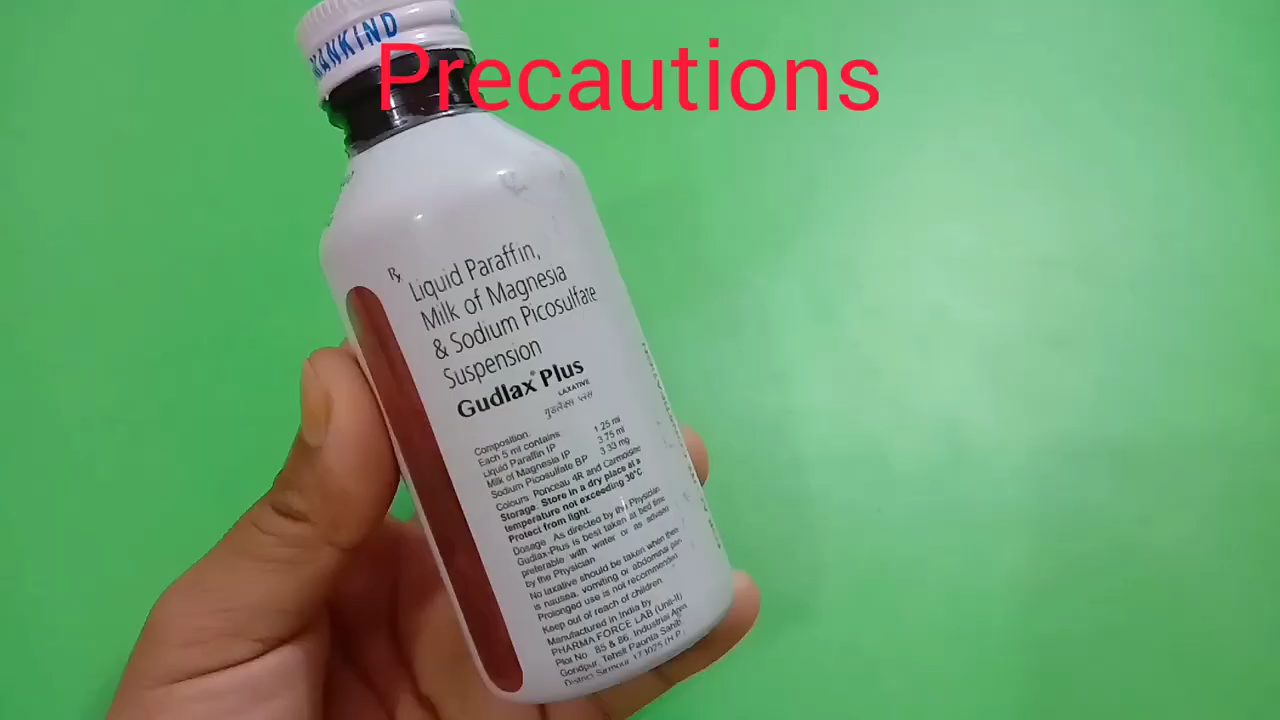 MANKIND
Precautions
Rx
Liquid Paraffin,
Milk of Magnesia
& Sodium Picosulfate
Suspension
Gudlax® Plus
LAXATIVE
गुडलेक्स प्लस
Composition
Each 5 ml contains
Liquid Paraffin IP 1.25 ml
Milk of Magnesia IP 3.75 ml
Sodium Picosulfate BP 3.33 mg
Colours: Ponceau 4R and Carmoisine
Storage. Store in a dry place at a
temperature not exceeding 30°C
Protect from light.
Dosage As directed by the Physician
Gudlax-Plus is best taken at bed time
preferable with water or as advised
by the Physician
No laxative should be taken when there
is nausea, vomiting or abdominal pain
Prolonged use is not recommended
Keep out of reach of children
Manufactured in India by
PHARMA FORCE LAB (Unit-II)
Plot No 85 & 86, Industrial Area
Gondpur, Tehsil Paonta Sahib
District Sirmour 173025 (H.P.)